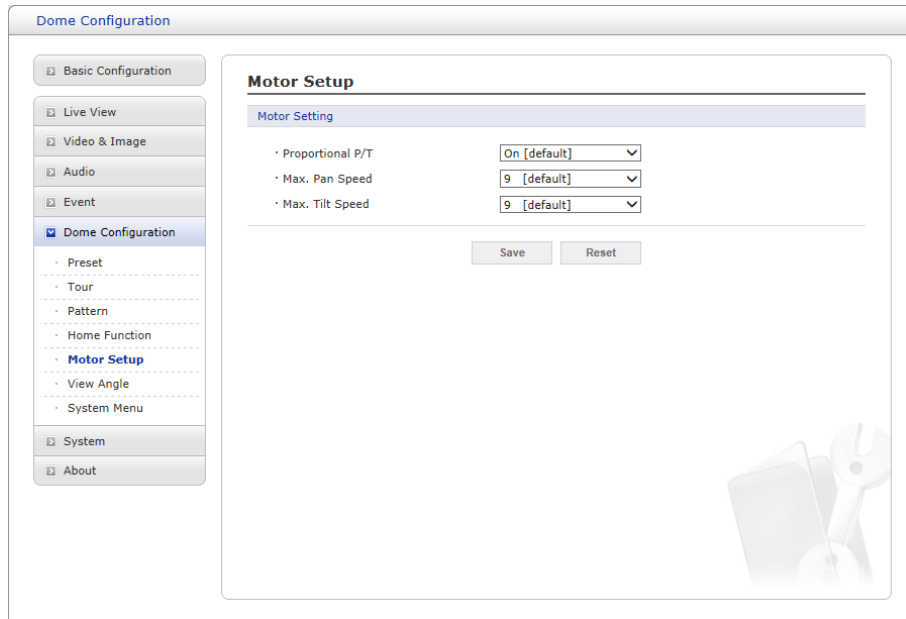 Dome Configuration
Basic Configuration
Live View
Video & Image
Audio
Event
Dome Configuration
· Preset
· Tour
· Pattern
· Home Function
· Motor Setup
· View Angle
· System Menu
System
About
Motor Setup
Motor Setting
· Proportional P/T On [default]
· Max. Pan Speed 9 [default]
· Max. Tilt Speed 9 [default]
Save Reset